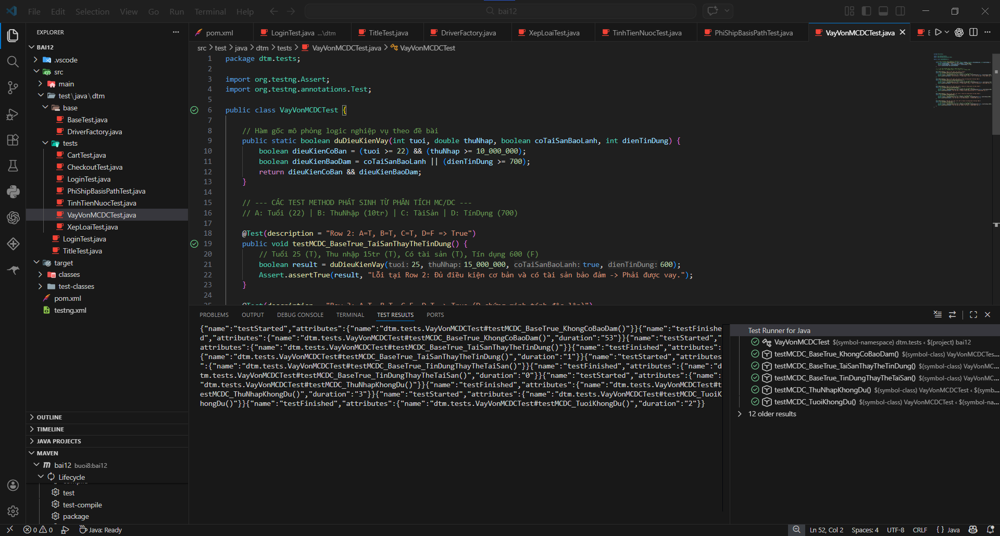 File Edit Selection View Go Run Terminal Help
bai12
EXPLORER
BAI12
.vscode
src
main
test\java\dtm
base
BaseTest.java
DriverFactory.java
tests
CartTest.java
CheckoutTest.java
LoginTest.java
PhiShipBasisPathTest.java
TinhTienNuocTest.java
VayVonMCDCTest.java
XepLoaiTest.java
LoginTest.java
TitleTest.java
target
classes
test-classes
pom.xml
testng.xml
OUTLINE
TIMELINE
JAVA PROJECTS
MAVEN
bai12 buoi8:bai12
Lifecycle
test
test-compile
package
pom.xml LoginTest.java ...\dtm TitleTest.java DriverFactory.java XepLoaiTest.java TinhTienNuocTest.java PhiShipBasisPathTest.java VayVonMCDCTest.java
src > test > java > dtm > tests > VayVonMCDCTest.java > VayVonMCDCTest
1 package dtm.tests;
2
3 import org.testng.Assert;
4 import org.testng.annotations.Test;
5
6 public class VayVonMCDCTest {
7
8 // Hàm gốc mô phỏng logic nghiệp vụ theo đề bài
9 public static boolean duDieuKienVay(int tuoi, double thuNhap, boolean coTaiSanBaoLanh, int dienTinDung) {
10 boolean dieuKienCoBan = (tuoi >= 22) && (thuNhap >= 10_000_000);
11 boolean dieuKienBaoDam = coTaiSanBaoLanh || (dienTinDung >= 700);
12 return dieuKienCoBan && dieuKienBaoDam;
13 }
14
15 // --- CÁC TEST METHOD PHÁT SINH TỪ PHÂN TÍCH MC/DC ---
16 // A: Tuổi (22) | B: ThuNhập (10tr) | C: TàiSản | D: TínDụng (700)
17
18 @Test(description = "Row 2: A=T, B=T, C=T, D=F => True")
19 public void testMCDC_BaseTrue_TaiSanThayTheTinDung() {
20 // Tuổi 25 (T), Thu nhập 15tr (T), Có tài sản (T), Tín dụng 600 (F)
21 boolean result = duDieuKienVay(tuoi: 25, thuNhap: 15_000_000, coTaiSanBaoLanh: true, dienTinDung: 600);
22 Assert.assertTrue(result, "Lỗi tại Row 2: Đủ điều kiện cơ bản và có tài sản bảo đảm -> Phải được vay.");
23 }
24
PROBLEMS OUTPUT DEBUG CONSOLE TERMINAL TEST RESULTS PORTS
{"name":"testStarted","attributes":{"name":"dtm.tests.VayVonMCDCTest#testMCDC_BaseTrue_KhongCoBaoDam()"}}{"name":"testFinishe
d","attributes":{"name":"dtm.tests.VayVonMCDCTest#testMCDC_BaseTrue_KhongCoBaoDam()","duration":"53"}}{"name":"testStarted","
attributes":{"name":"dtm.tests.VayVonMCDCTest#testMCDC_BaseTrue_TaiSanThayTheTinDung()"}}{"name":"testFinished","attributes":
{"name":"dtm.tests.VayVonMCDCTest#testMCDC_BaseTrue_TaiSanThayTheTinDung()","duration":"1"}}{"name":"testStarted","attributes
":{"name":"dtm.tests.VayVonMCDCTest#testMCDC_BaseTrue_TinDungThayTheTaiSan()"}}{"name":"testFinished","attributes":{"name":"d
tm.tests.VayVonMCDCTest#testMCDC_BaseTrue_TinDungThayTheTaiSan()","duration":"0"}}{"name":"testStarted","attributes":{"name":
"dtm.tests.VayVonMCDCTest#testMCDC_ThuNhapKhongDu()"}}{"name":"testFinished","attributes":{"name":"dtm.tests.VayVonMCDCTest#t
estMCDC_ThuNhapKhongDu()","duration":"3"}}{"name":"testStarted","attributes":{"name":"dtm.tests.VayVonMCDCTest#testMCDC_TuoiK
hongDu()"}}{"name":"testFinished","attributes":{"name":"dtm.tests.VayVonMCDCTest#testMCDC_TuoiKhongDu()","duration":"2"}}
Test Runner for Java
VayVonMCDCTest $(symbol-namespace) dtm.tests < $(project) bai12
testMCDC_BaseTrue_KhongCoBaoDam() $(symbol-class) VayVonMCDCTes...
testMCDC_BaseTrue_TaiSanThayTheTinDung() $(symbol-class) VayVonMC...
testMCDC_BaseTrue_TinDungThayTheTaiSan() $(symbol-class) VayVonMC...
testMCDC_ThuNhapKhongDu() $(symbol-class) VayVonMCDCTest < $(symb...
testMCDC_TuoiKhongDu() $(symbol-class) VayVonMCDCTest < $(symbol-na...
12 older results
0 0 Java: Ready Ln 52, Col 2 Spaces: 4 UTF-8 CRLF { } Java